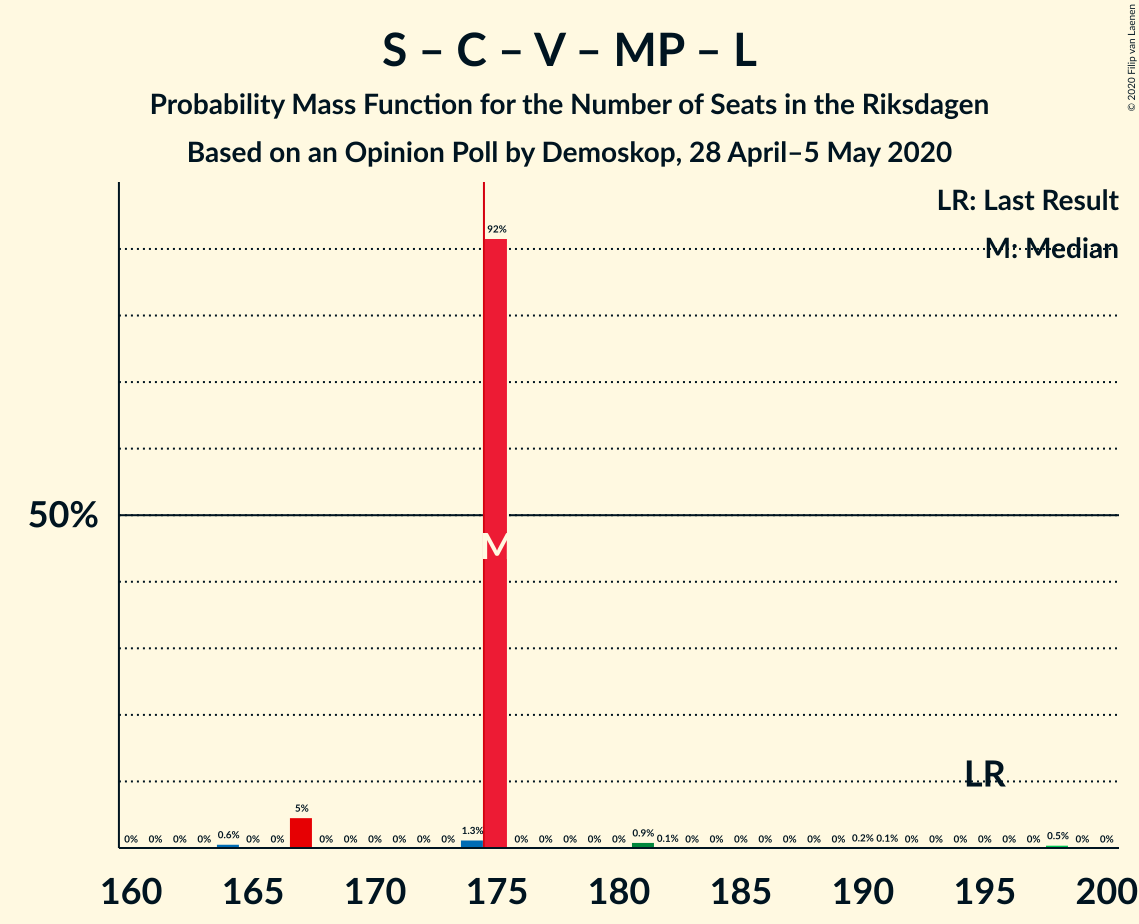 S – C – V – MP – L
Probability Mass Function for the Number of Seats in the Riksdagen
Based on an Opinion Poll by Demoskop, 28 April–5 May 2020
© 2020 Filip van Laenen
LR: Last Result
M: Median
92%
50%
M
LR
0% 0% 0% 0% 0.6% 0% 0% 5% 0% 0% 0% 0% 0% 0% 1.3% 0% 0% 0% 0% 0% 0.9% 0.1% 0% 0% 0% 0% 0% 0% 0% 0.2% 0.1% 0% 0% 0% 0% 0% 0% 0.5% 0% 0%
160 165 170 175 180 185 190 195 200